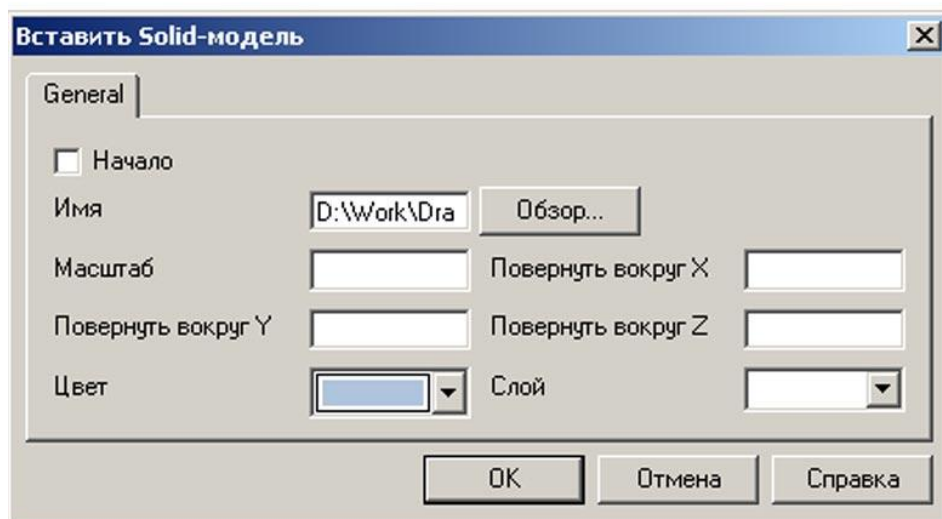 Вставить Solid-модель
General
Начало
Имя D:\Work\Dra Обзор...
Масштаб Повернуть вокруг X
Повернуть вокруг Y Повернуть вокруг Z
Цвет Слой
OK Отмена Справка